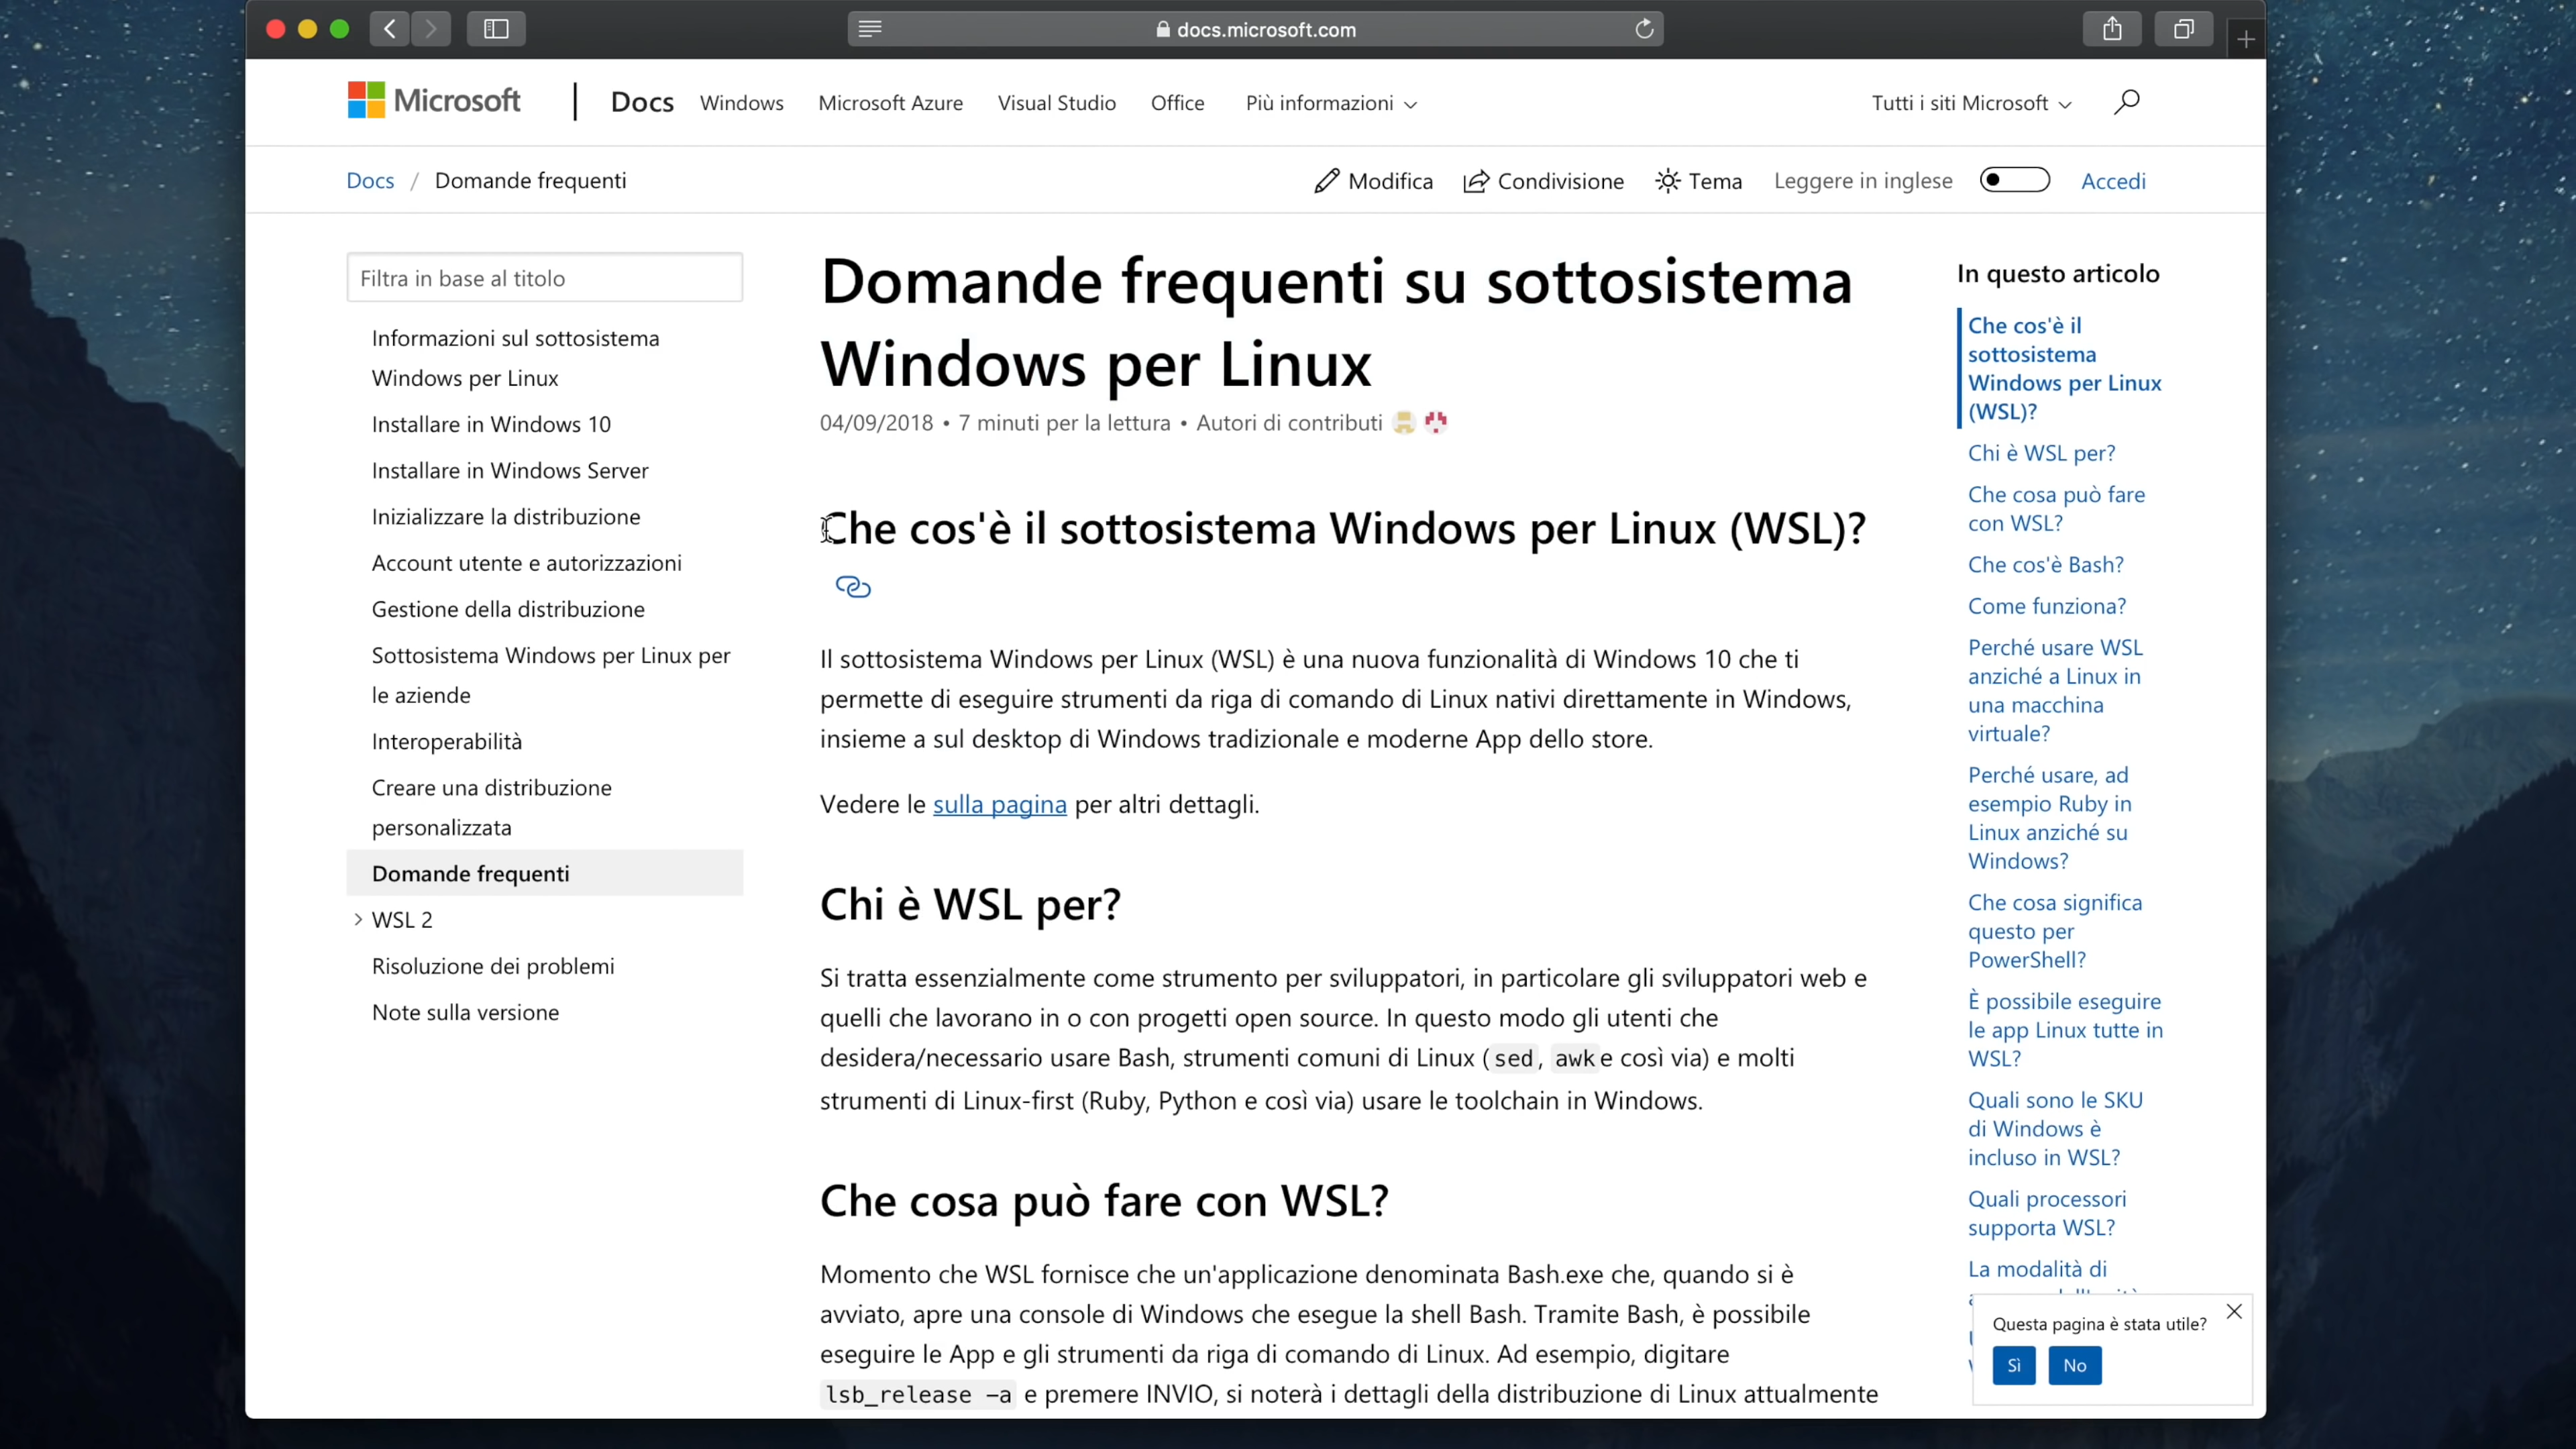 docs.microsoft.com
Microsoft | Docs Windows Microsoft Azure Visual Studio Office Più informazioni Tutti i siti Microsoft
Docs / Domande frequenti Modifica Condivisione Tema Leggere in inglese Accedi
Filtra in base al titolo
Informazioni sul sottosistema
Windows per Linux
Installare in Windows 10
Installare in Windows Server
Inizializzare la distribuzione
Account utente e autorizzazioni
Gestione della distribuzione
Sottosistema Windows per Linux per
le aziende
Interoperabilità
Creare una distribuzione
personalizzata
Domande frequenti
WSL 2
Risoluzione dei problemi
Note sulla versione
Domande frequenti su sottosistema
Windows per Linux
04/09/2018 • 7 minuti per la lettura • Autori di contributi
Che cos'è il sottosistema Windows per Linux (WSL)?
Il sottosistema Windows per Linux (WSL) è una nuova funzionalità di Windows 10 che ti
permette di eseguire strumenti da riga di comando di Linux nativi direttamente in Windows,
insieme a sul desktop di Windows tradizionale e moderne App dello store.
Vedere le sulla pagina per altri dettagli.
Chi è WSL per?
Si tratta essenzialmente come strumento per sviluppatori, in particolare gli sviluppatori web e
quelli che lavorano in o con progetti open source. In questo modo gli utenti che
desidera/necessario usare Bash, strumenti comuni di Linux ( sed, awke così via) e molti
strumenti di Linux-first (Ruby, Python e così via) usare le toolchain in Windows.
Che cosa può fare con WSL?
Momento che WSL fornisce che un'applicazione denominata Bash.exe che, quando si è
avviato, apre una console di Windows che esegue la shell Bash. Tramite Bash, è possibile
eseguire le App e gli strumenti da riga di comando di Linux. Ad esempio, digitare
lsb_release –a e premere INVIO, si noterà i dettagli della distribuzione di Linux attualmente
In questo articolo
Che cos'è il
sottosistema
Windows per Linux
(WSL)?
Chi è WSL per?
Che cosa può fare
con WSL?
Che cos'è Bash?
Come funziona?
Perché usare WSL
anziché a Linux in
una macchina
virtuale?
Perché usare, ad
esempio Ruby in
Linux anziché su
Windows?
Che cosa significa
questo per
PowerShell?
È possibile eseguire
le app Linux tutte in
WSL?
Quali sono le SKU
di Windows è
incluso in WSL?
Quali processori
supporta WSL?
La modalità di
Questa pagina è stata utile?
Sì No